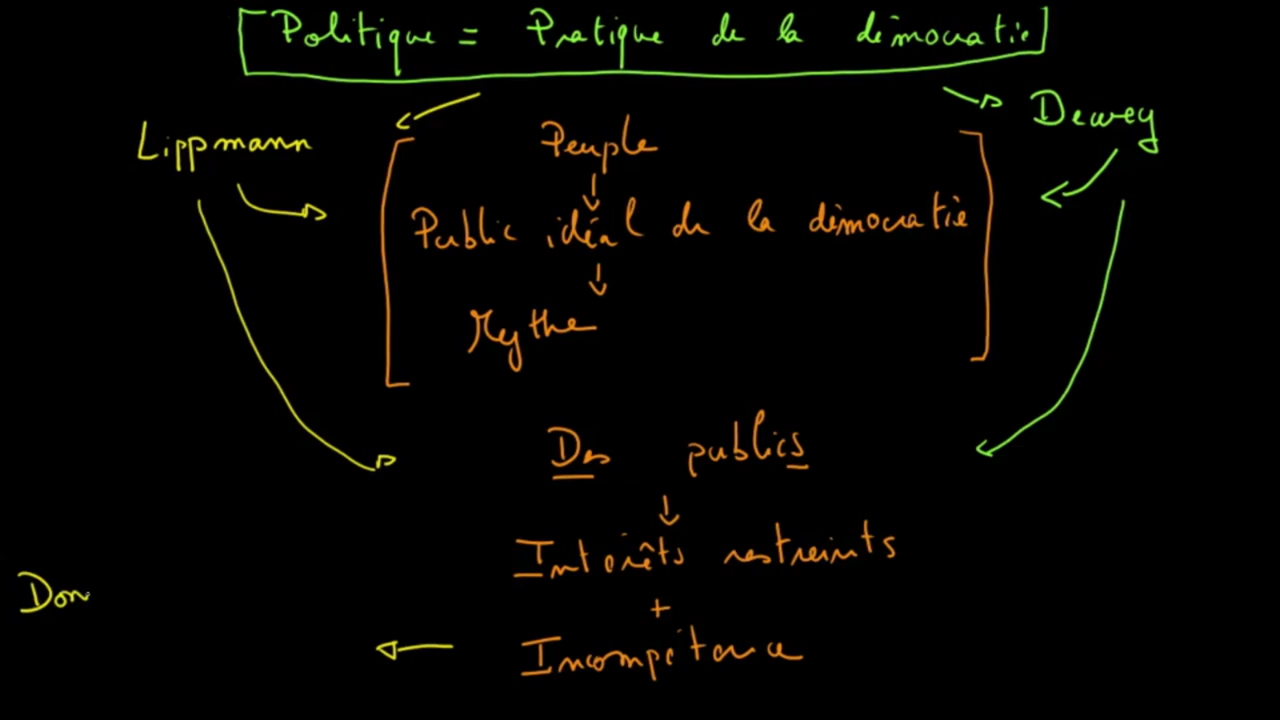 Politique = Pratique de la démocratie
Lippmann
Dewey
Peuple
↓
Public idéal de la démocratie
↓
Mythe
Des publics
↓
Intérêts restreints
+
Incompétence
Don